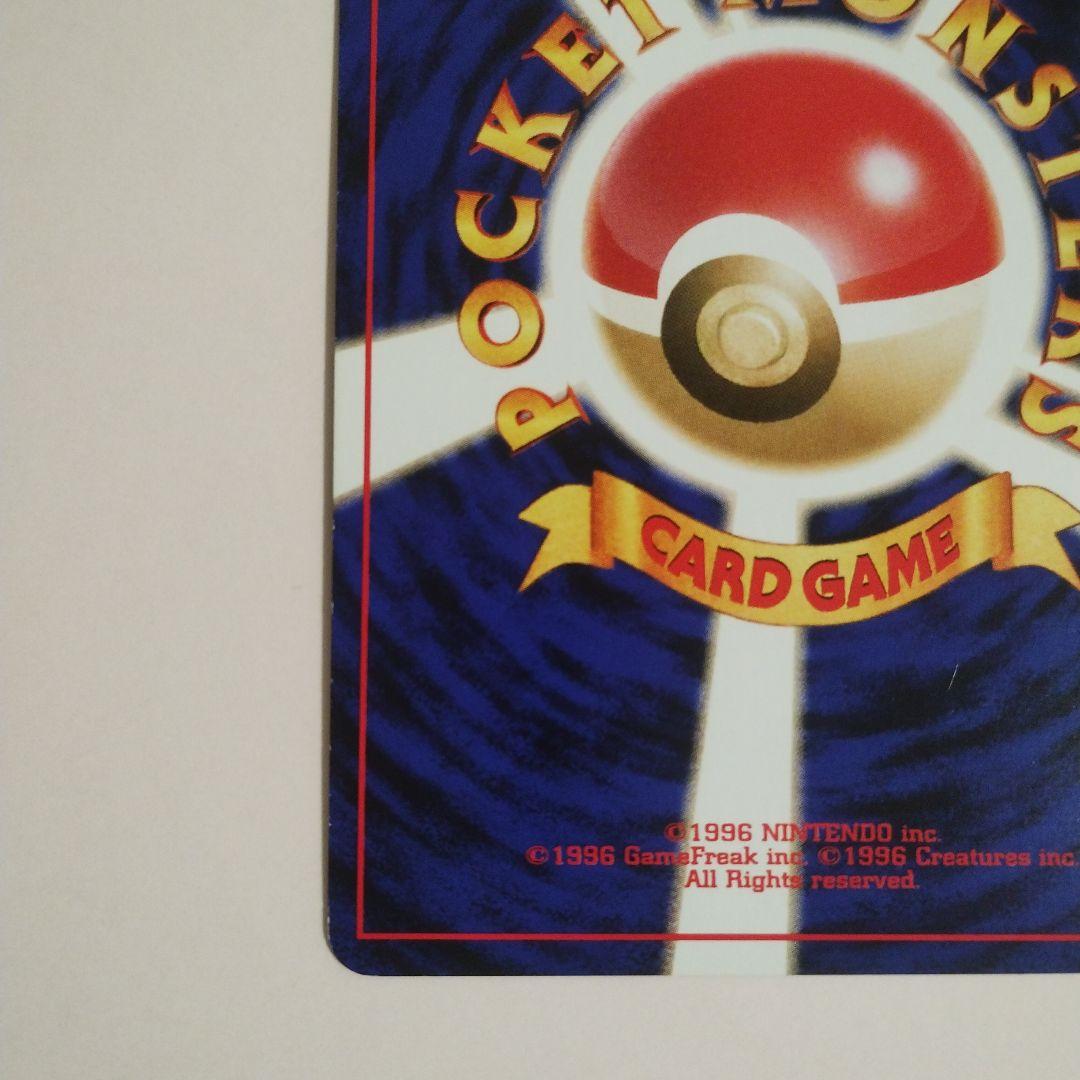 POCKET MONSTERS
CARD GAME
©1996 NINTENDO inc.
©1996 GameFreak inc. ©1996 Creatures inc.
All Rights reserved.